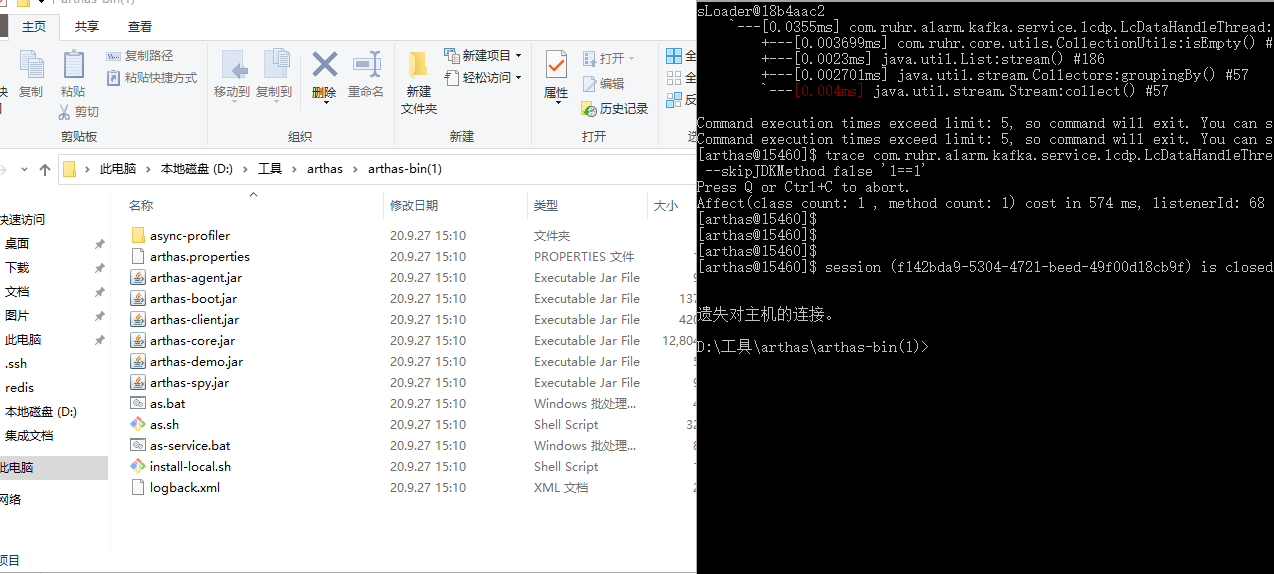 arthas-bin(1)
主页 共享 查看
复制
粘贴
复制路径
粘贴快捷方式
剪切
剪贴板
移动到
复制到
删除
重命名
组织
新建
文件夹
新建项目
轻松访问
新建
属性
打开
编辑
历史记录
打开
全
全
反
此电脑 > 本地磁盘 (D:) > 工具 > arthas > arthas-bin(1)
名称 修改日期 类型 大小
快速访问
桌面
下载
文档
图片
此电脑
.ssh
redis
本地磁盘 (D:)
集成文档
此电脑
网络
项目
async-profiler 20.9.27 15:10 文件夹
arthas.properties 20.9.27 15:10 PROPERTIES 文件
arthas-agent.jar 20.9.27 15:10 Executable Jar File
arthas-boot.jar 20.9.27 15:10 Executable Jar File 137
arthas-client.jar 20.9.27 15:10 Executable Jar File 420
arthas-core.jar 20.9.27 15:10 Executable Jar File 12,804
arthas-demo.jar 20.9.27 15:10 Executable Jar File
arthas-spy.jar 20.9.27 15:10 Executable Jar File
as.bat 20.9.27 15:10 Windows 批处理...
as.sh 20.9.27 15:10 Shell Script 32
as-service.bat 20.9.27 15:10 Windows 批处理...
install-local.sh 20.9.27 15:10 Shell Script
logback.xml 20.9.27 15:10 XML 文档
sLoader@18b4aac2
`---[0.0355ms] com.ruhr.alarm.kafka.service.lcdp.LcDataHandleThread:
+---[0.003699ms] com.ruhr.core.utils.CollectionUtils:isEmpty() #
+---[0.0023ms] java.util.List:stream() #186
+---[0.002701ms] java.util.stream.Collectors:groupingBy() #57
`---[0.004ms] java.util.stream.Stream:collect() #57
Command execution times exceed limit: 5, so command will exit. You can s
Command execution times exceed limit: 5, so command will exit. You can s
[arthas@15460]$ trace com.ruhr.alarm.kafka.service.lcdp.LcDataHandleThre
--skipJDKMethod false '1==1'
Press Q or Ctrl+C to abort.
Affect(class count: 1 , method count: 1) cost in 574 ms, listenerId: 68
[arthas@15460]$
[arthas@15460]$
[arthas@15460]$
[arthas@15460]$ session (f142bda9-5304-4721-beed-49f00d18cb9f) is closed
遗失对主机的连接。
D:\工具\arthas\arthas-bin(1)>